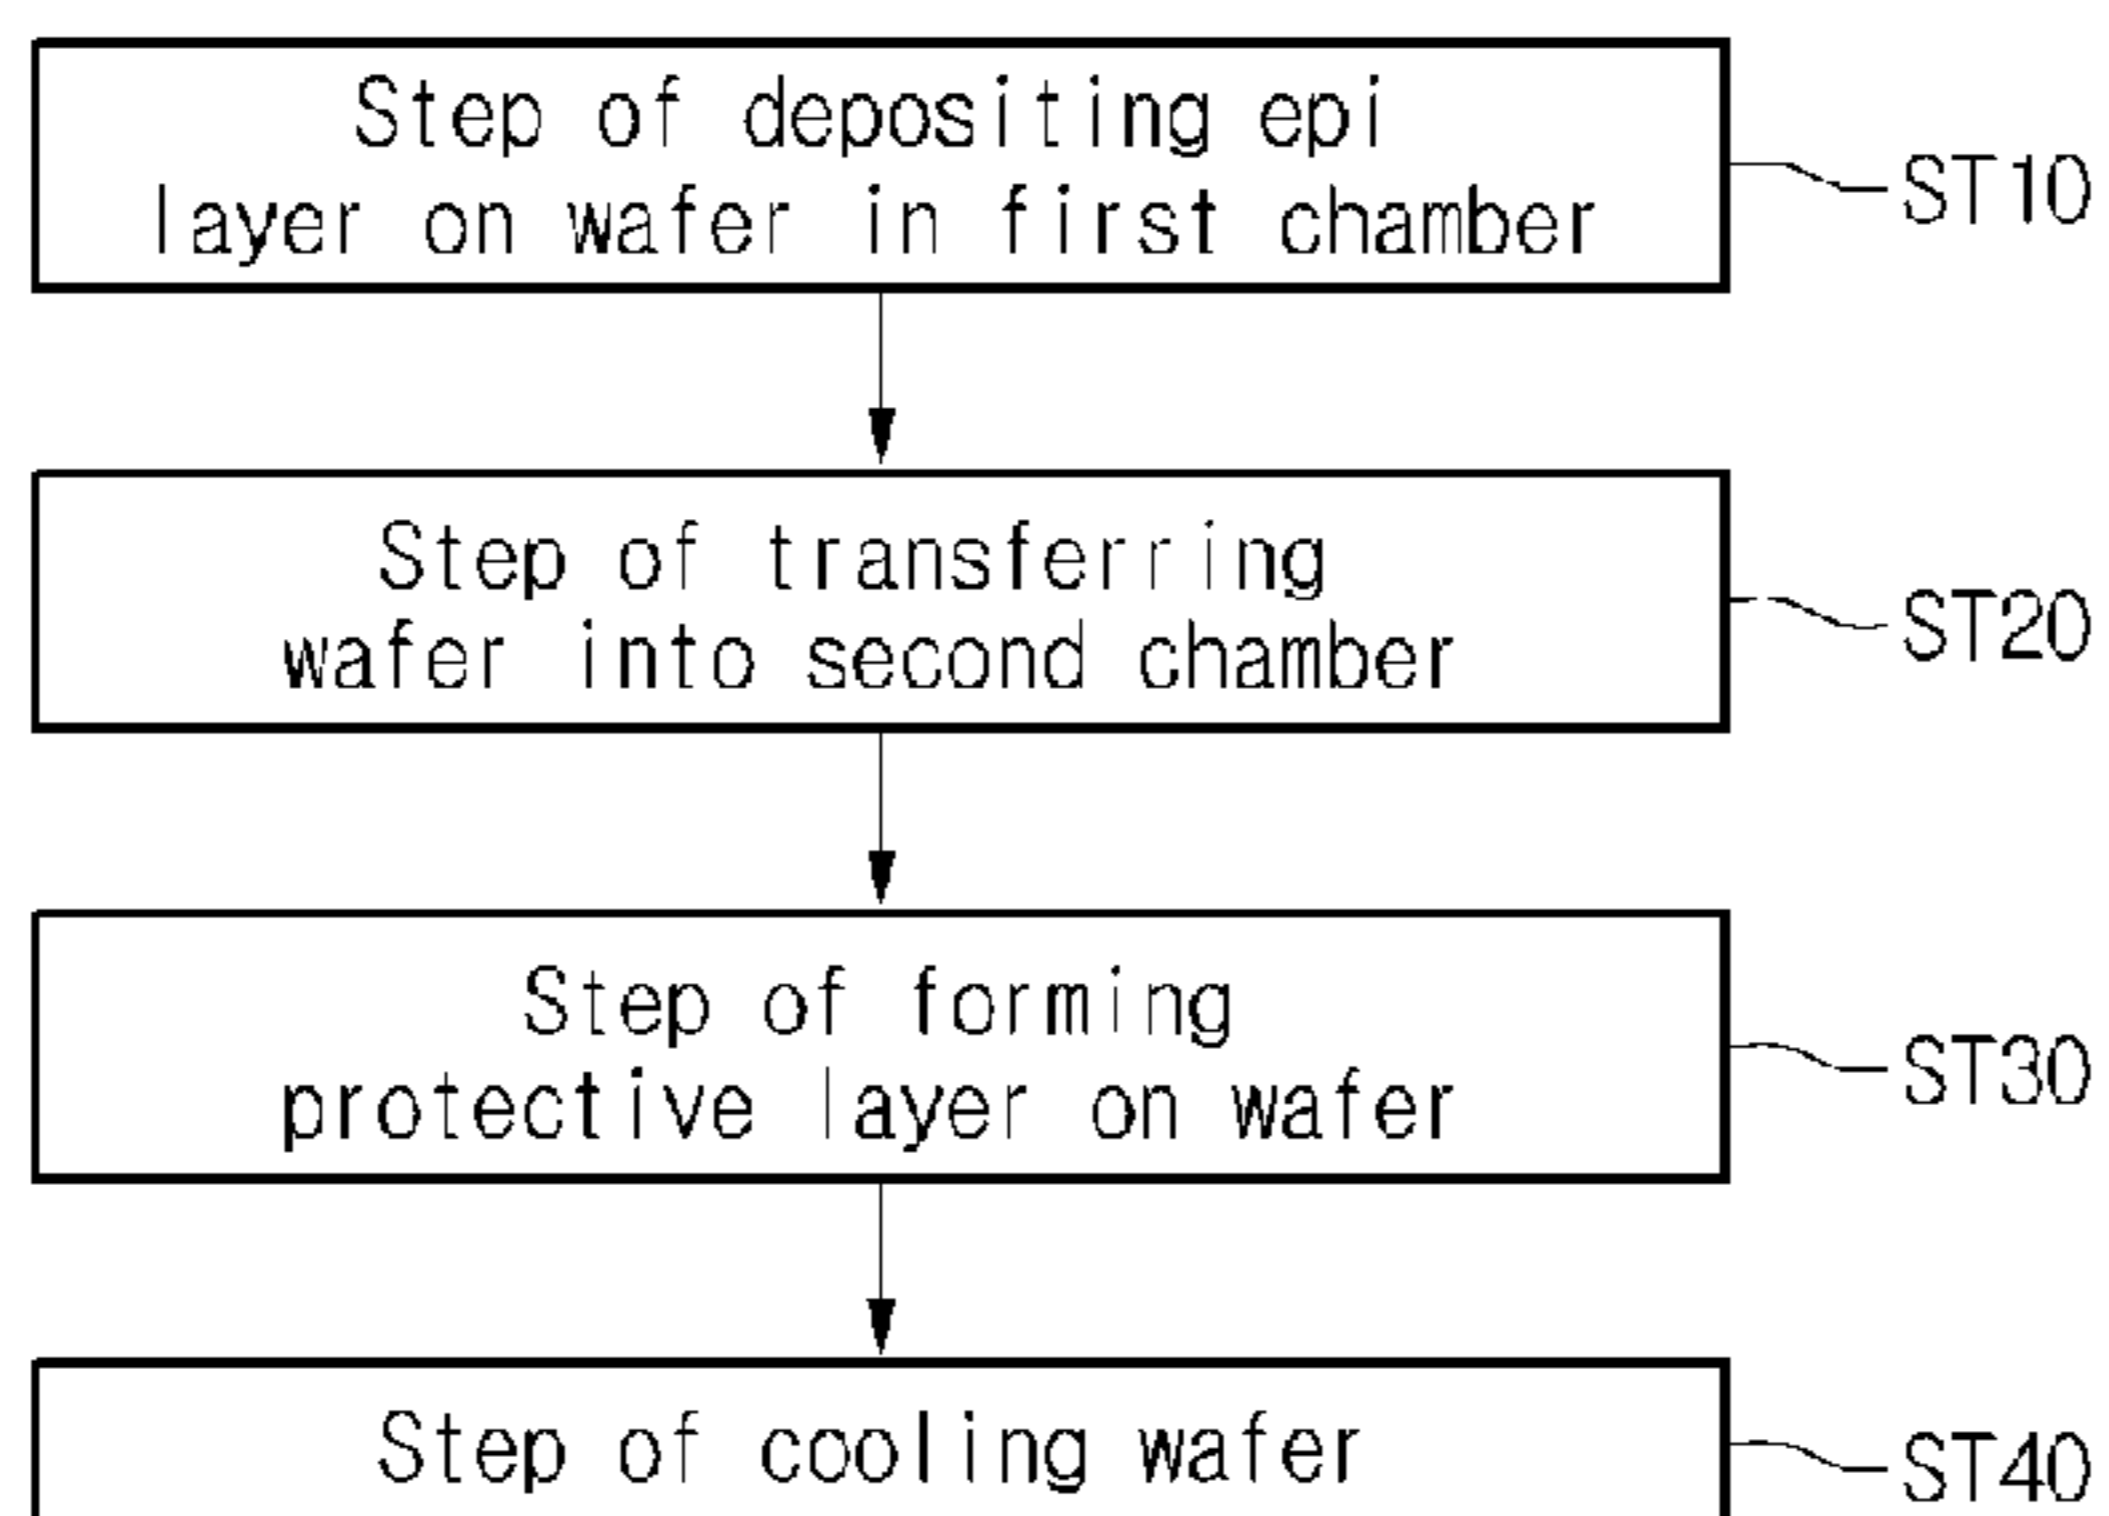 Step of depositing epi
layer on wafer in first chamber
ST10
Step of transferring
wafer into second chamber
ST20
Step of forming
protective layer on wafer
ST30
Step of cooling wafer
ST40